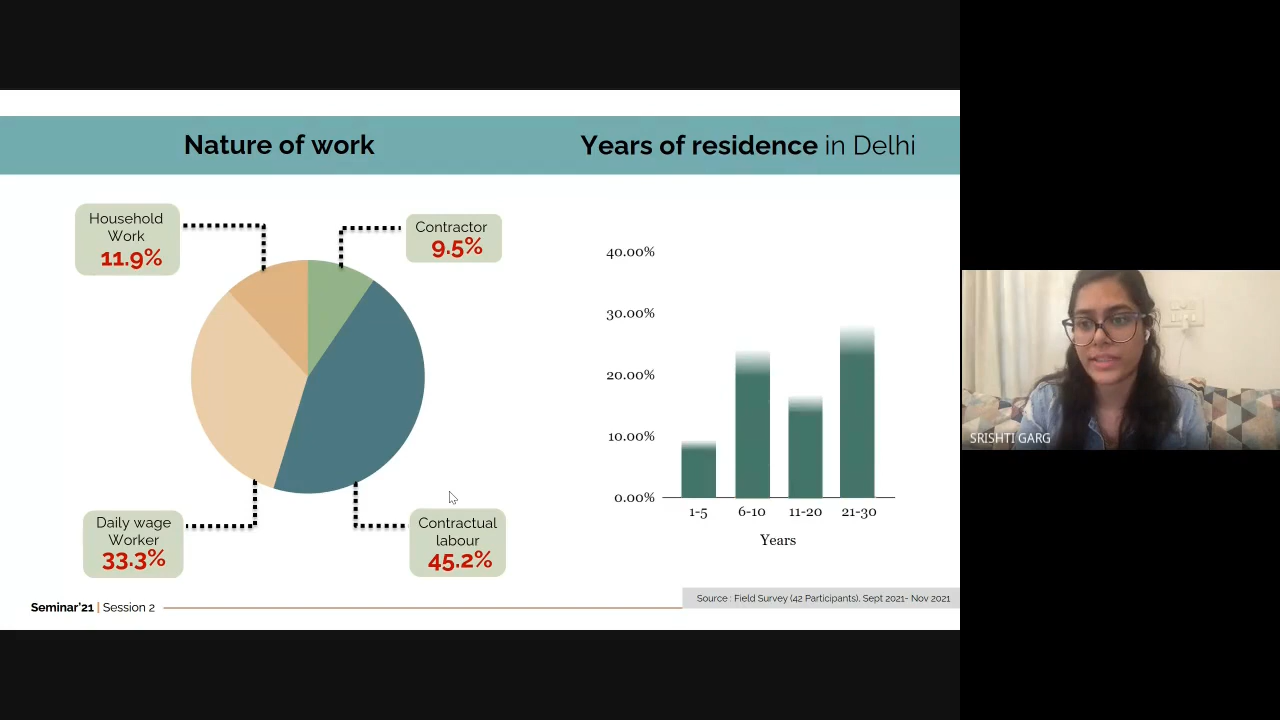 Nature of work
Years of residence in Delhi
Household
Work
11.9%
Contractor
9.5%
Daily wage
Worker
33.3%
Contractual
labour
45.2%
40.00%
30.00%
20.00%
10.00%
0.00%
1-5 6-10 11-20 21-30
Years
Seminar'21 | Session 2
Source : Field Survey (42 Participants), Sept 2021- Nov 2021
SRISHTI GARG